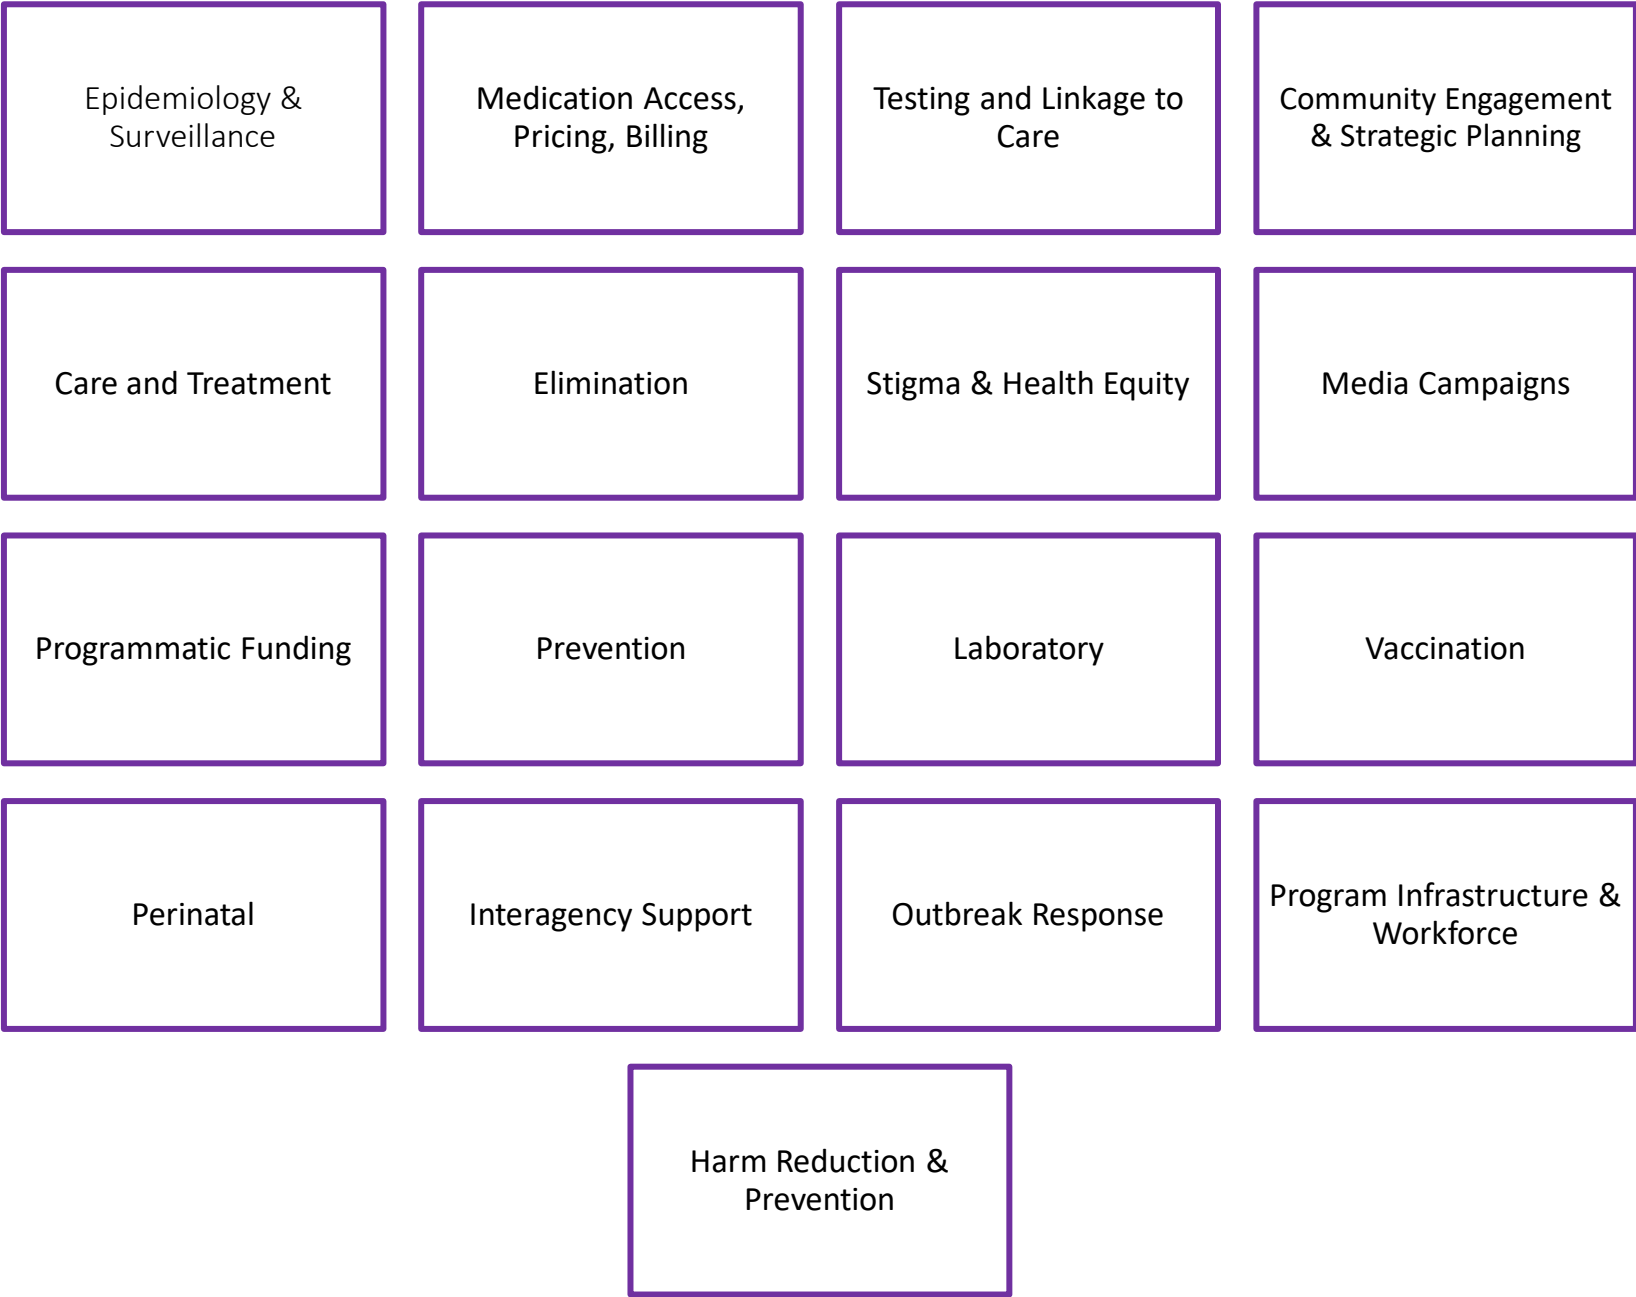 Epidemiology &
Surveillance
Medication Access,
Pricing, Billing
Testing and Linkage to
Care
Community Engagement
& Strategic Planning
Care and Treatment
Elimination
Stigma & Health Equity
Media Campaigns
Programmatic Funding
Prevention
Laboratory
Vaccination
Perinatal
Interagency Support
Outbreak Response
Program Infrastructure &
Workforce
Harm Reduction &
Prevention